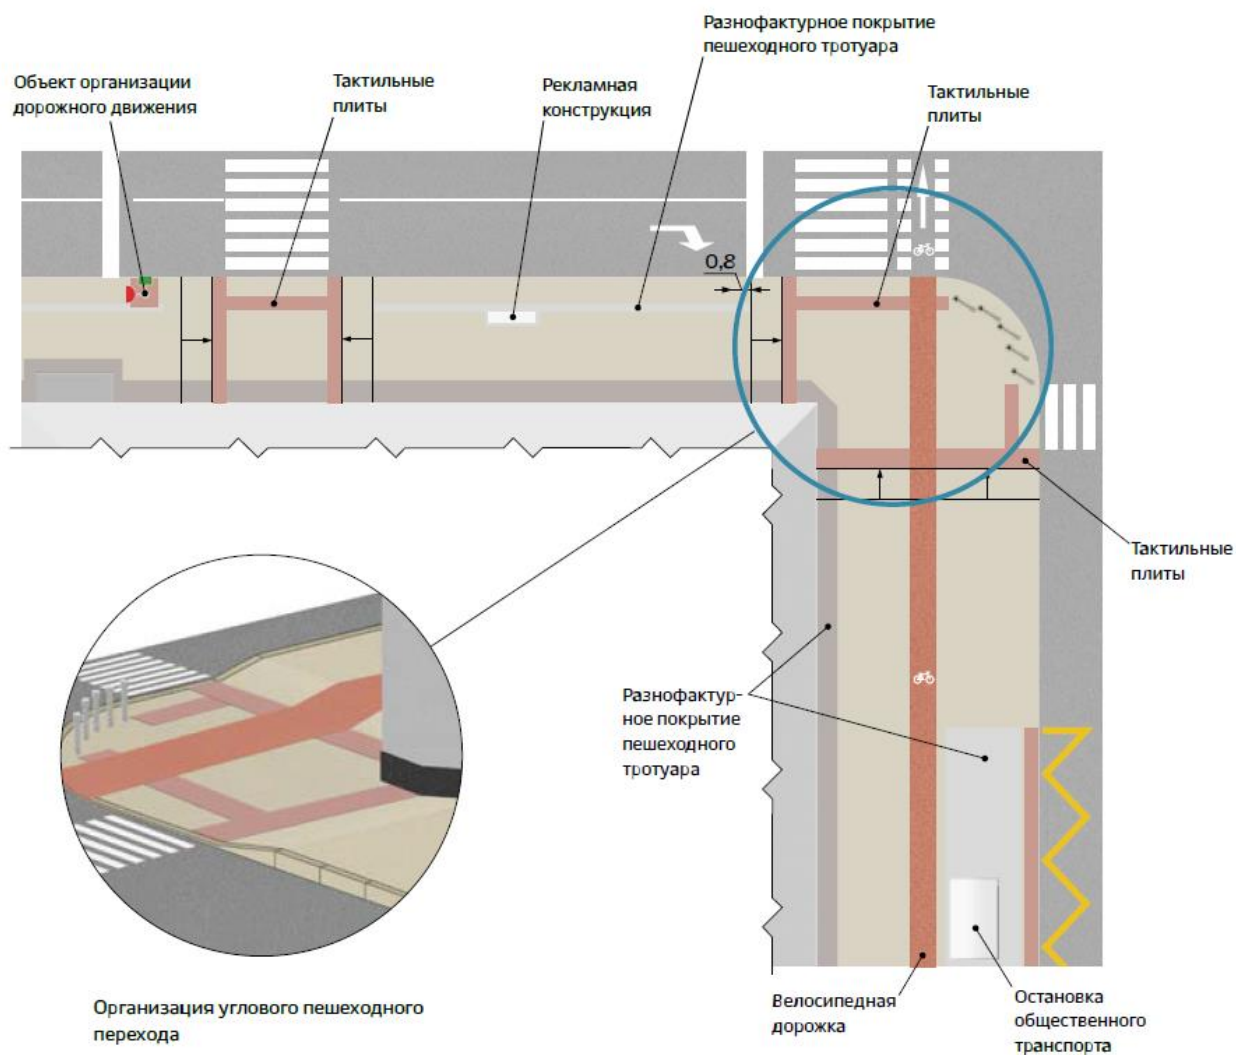 Разнофактурное покрытие
пешеходного тротуара
Объект организации
дорожного движения
Тактильные
плиты
Рекламная
конструкция
Тактильные
плиты
0,8
Тактильные
плиты
Разнофактур-
ное покрытие
пешеходного
тротуара
Организация углового пешеходного
перехода
Велосипедная
дорожка
Остановка
общественного
транспорта